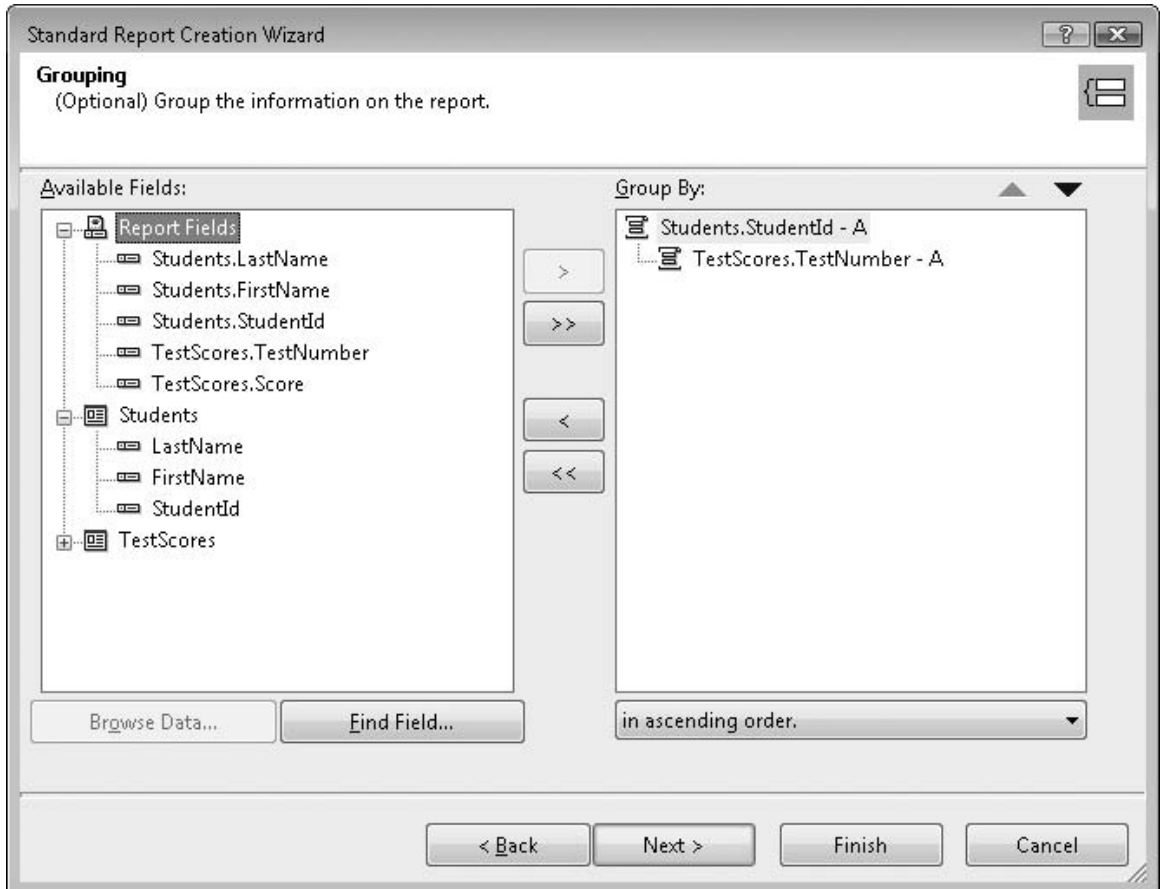 Standard Report Creation Wizard
Grouping
(Optional) Group the information on the report.
Available Fields:
Report Fields
Students.LastName
Students.FirstName
Students.StudentId
TestScores.TestNumber
TestScores.Score
Students
LastName
FirstName
StudentId
TestScores
>
>>
<
<<
Group By:
Students.StudentId - A
TestScores.TestNumber - A
Browse Data...
Find Field...
in ascending order.
< Back
Next >
Finish
Cancel